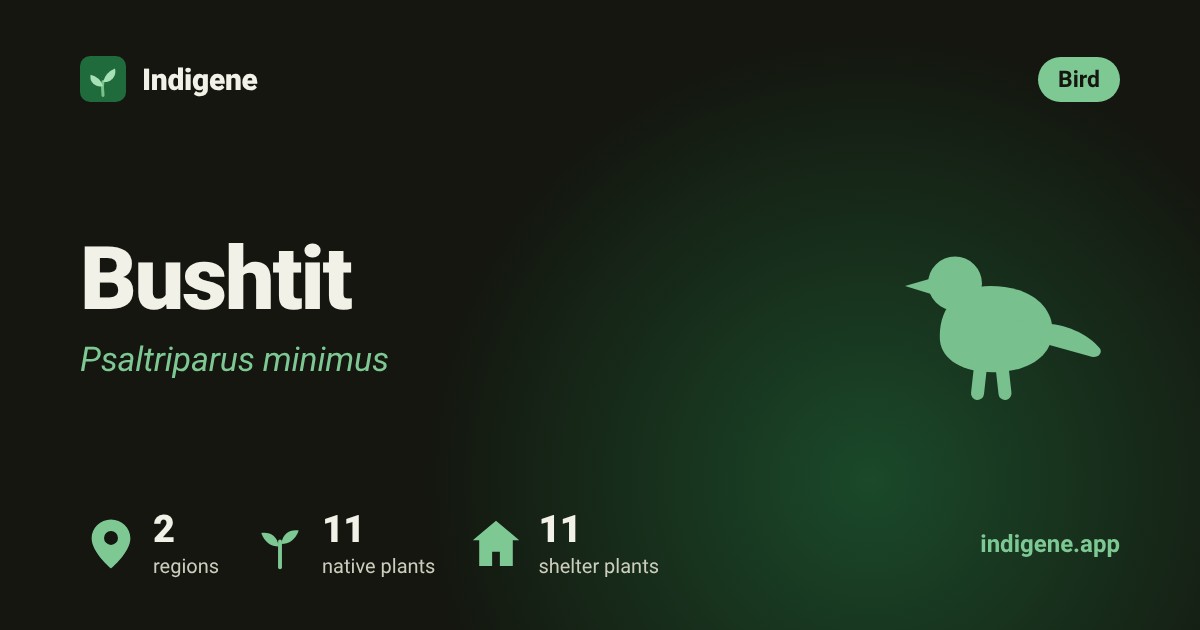 Indigene
Bird
Bushtit
Psaltriparus minimus
2
regions
11
native plants
11
shelter plants
indigene.app